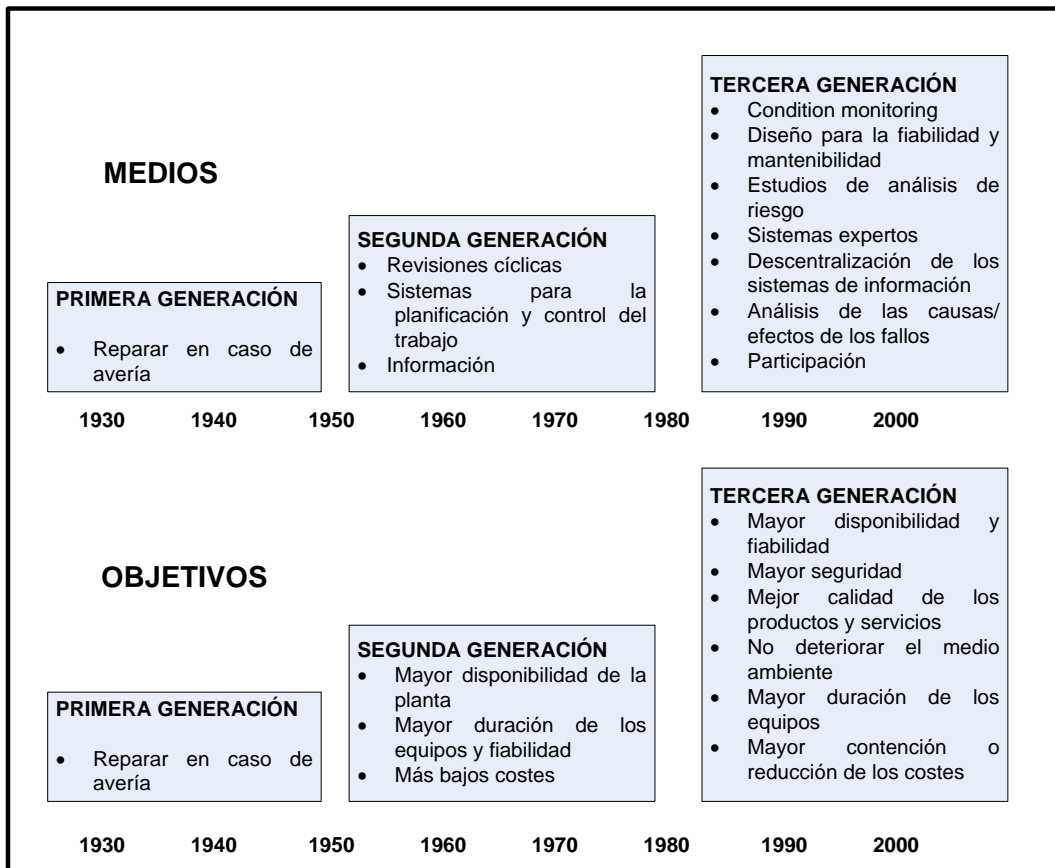 MEDIOS
PRIMERA GENERACIÓN
• Reparar en caso de
avería
SEGUNDA GENERACIÓN
• Revisiones cíclicas
• Sistemas para la
planificación y control del
trabajo
• Información
TERCERA GENERACIÓN
• Condition monitoring
• Diseño para la fiabilidad y
mantenibilidad
• Estudios de análisis de
riesgo
• Sistemas expertos
• Descentralización de los
sistemas de información
• Análisis de las causas/
efectos de los fallos
• Participación
1930 1940 1950 1960 1970 1980 1990 2000
OBJETIVOS
PRIMERA GENERACIÓN
• Reparar en caso de
avería
SEGUNDA GENERACIÓN
• Mayor disponibilidad de la
planta
• Mayor duración de los
equipos y fiabilidad
• Más bajos costes
TERCERA GENERACIÓN
• Mayor disponibilidad y
fiabilidad
• Mayor seguridad
• Mejor calidad de los
productos y servicios
• No deteriorar el medio
ambiente
• Mayor duración de los
equipos
• Mayor contención o
reducción de los costes
1930 1940 1950 1960 1970 1980 1990 2000